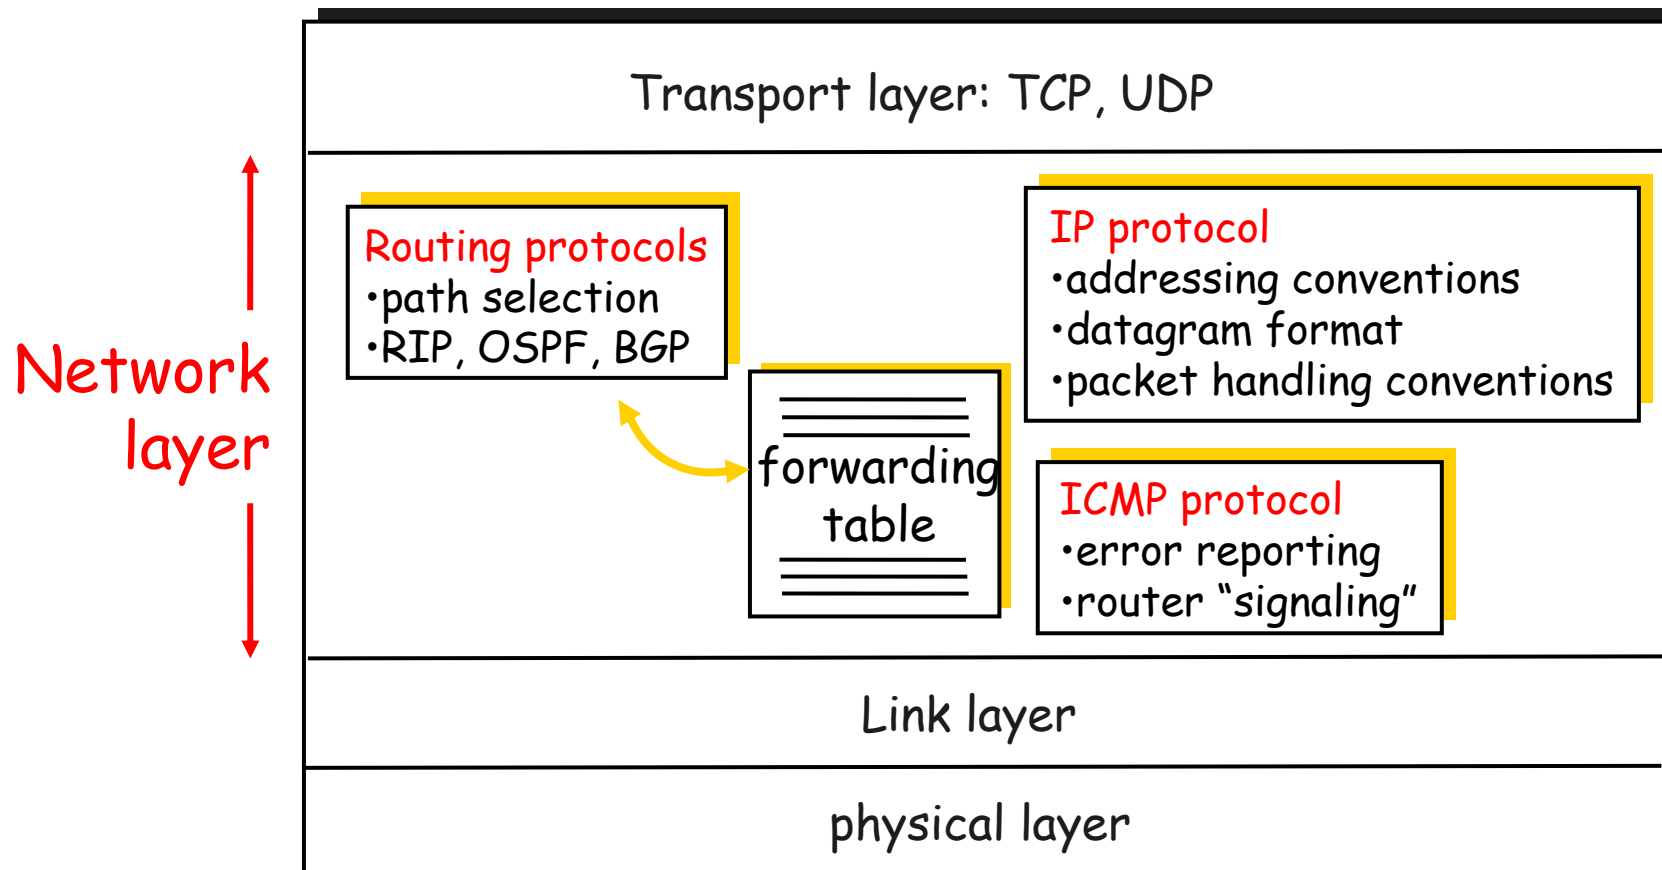 Transport layer: TCP, UDP
Network
layer
Routing protocols
•path selection
•RIP, OSPF, BGP
forwarding
table
IP protocol
•addressing conventions
•datagram format
•packet handling conventions
ICMP protocol
•error reporting
•router “signaling”
Link layer
physical layer